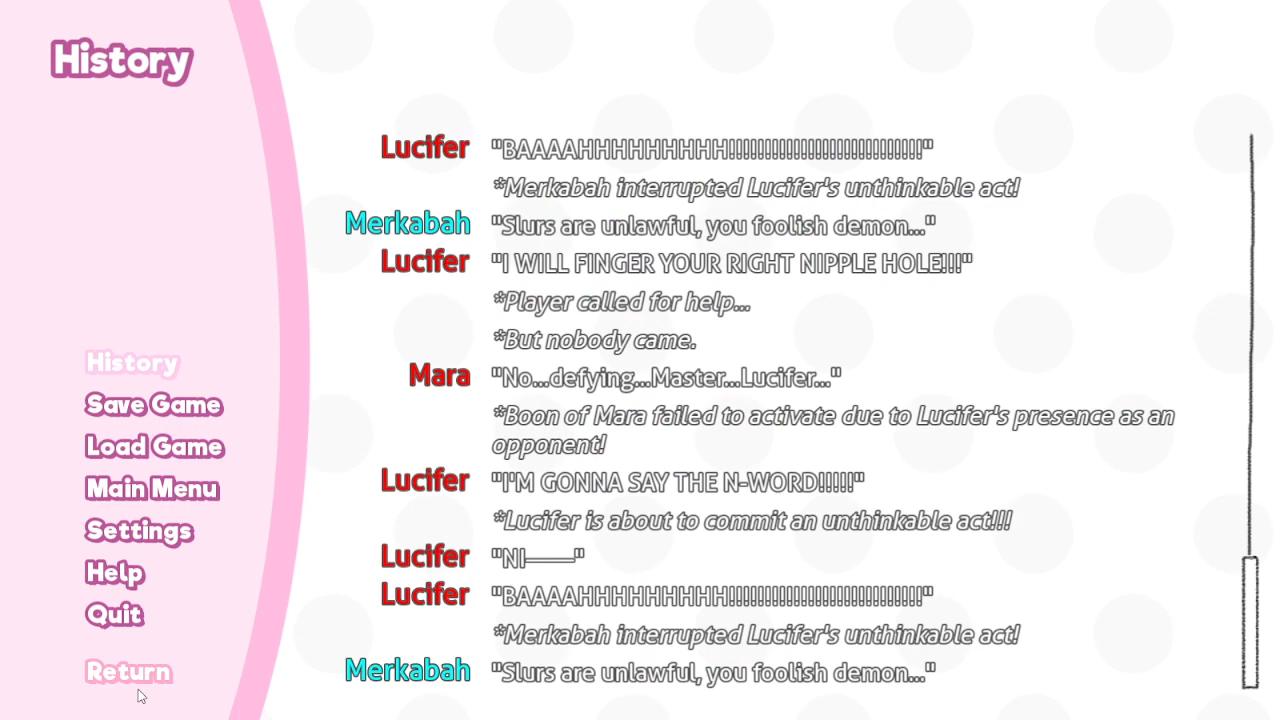 History
Lucifer "BAAAAHHHHHHHHHH!!!!!!!!!!!!!!!!!!!!!!!!!!!!!!!"
*Merkabah interrupted Lucifer's unthinkable act!
Merkabah "Slurs are unlawful, you foolish demon..."
Lucifer "I WILL FINGER YOUR RIGHT NIPPLE HOLE!!!"
*Player called for help...
*But nobody came.
Mara "No...defying...Master...Lucifer..."
*Boon of Mara failed to activate due to Lucifer's presence as an
opponent!
Lucifer "I'M GONNA SAY THE N-WORD!!!!!"
*Lucifer is about to commit an unthinkable act!!!
Lucifer "NI——"
Lucifer "BAAAAHHHHHHHHHH!!!!!!!!!!!!!!!!!!!!!!!!!!!!!!!"
*Merkabah interrupted Lucifer's unthinkable act!
Merkabah "Slurs are unlawful, you foolish demon..."
History
Save Game
Load Game
Main Menu
Settings
Help
Quit
Return